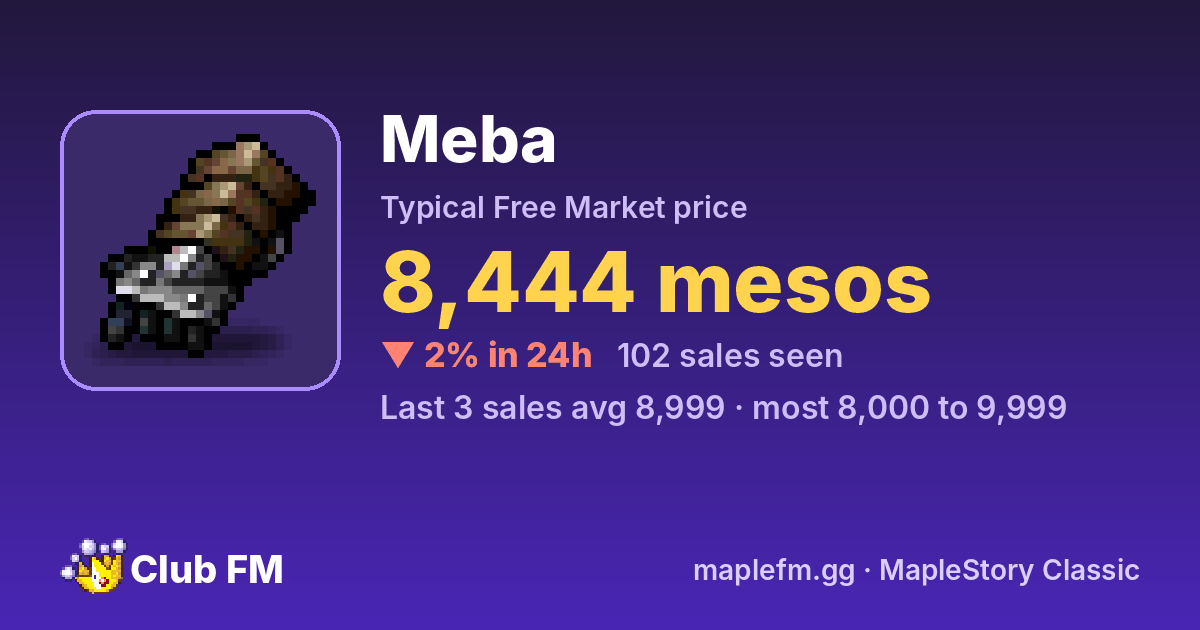 Meba
Typical Free Market price
8,444 mesos
▼ 2% in 24h 102 sales seen
Last 3 sales avg 8,999 · most 8,000 to 9,999
Club FM
maplefm.gg · MapleStory Classic